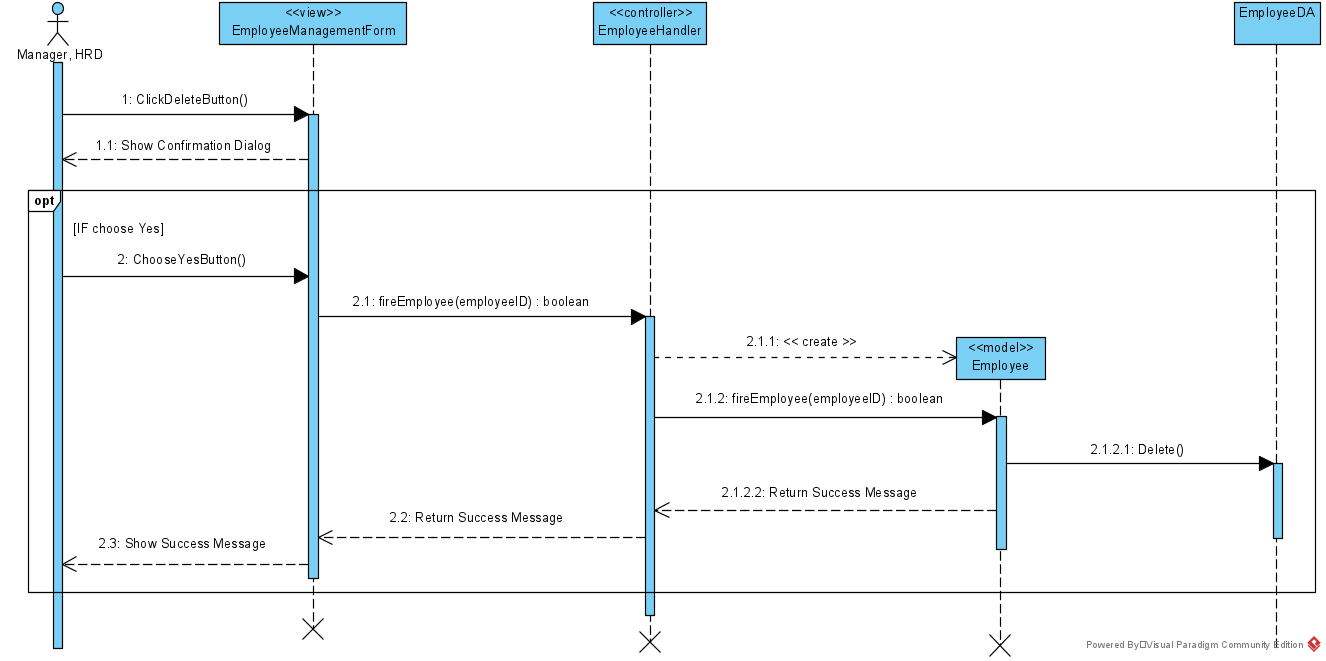 <<view>>
EmployeeManagementForm
<<controller>>
EmployeeHandler
EmployeeDA
Manager, HRD
1: ClickDeleteButton()
1.1: Show Confirmation Dialog
opt
[IF choose Yes]
2: ChooseYesButton()
2.1: fireEmployee(employeeID) : boolean
2.1.1: << create >>
<<model>>
Employee
2.1.2: fireEmployee(employeeID) : boolean
2.1.2.1: Delete()
2.1.2.2: Return Success Message
2.2: Return Success Message
2.3: Show Success Message
Powered By Visual Paradigm Community Edition